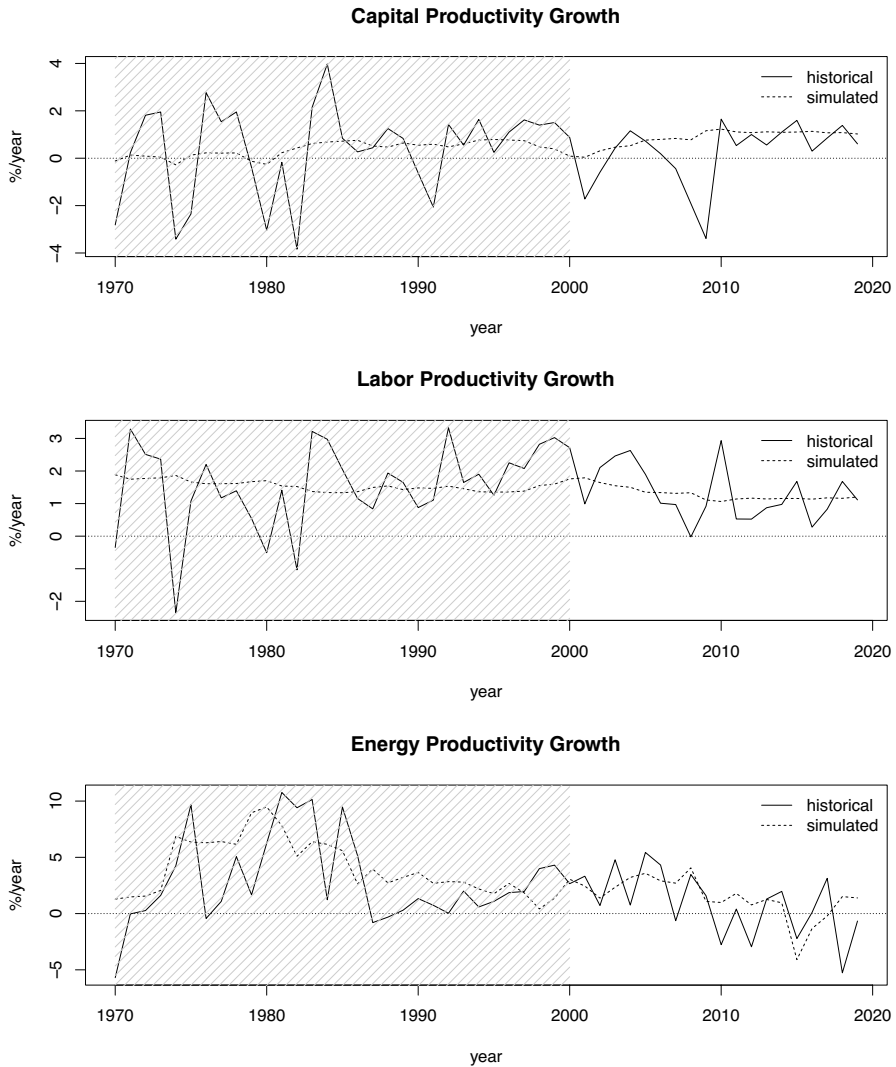 Capital Productivity Growth
%/year
4
2
0
−2
−4
historical
simulated
1970 1980 1990 2000 2010 2020
year
Labor Productivity Growth
%/year
3
2
1
0
−2
historical
simulated
1970 1980 1990 2000 2010 2020
year
Energy Productivity Growth
%/year
10
5
0
−5
historical
simulated
1970 1980 1990 2000 2010 2020
year